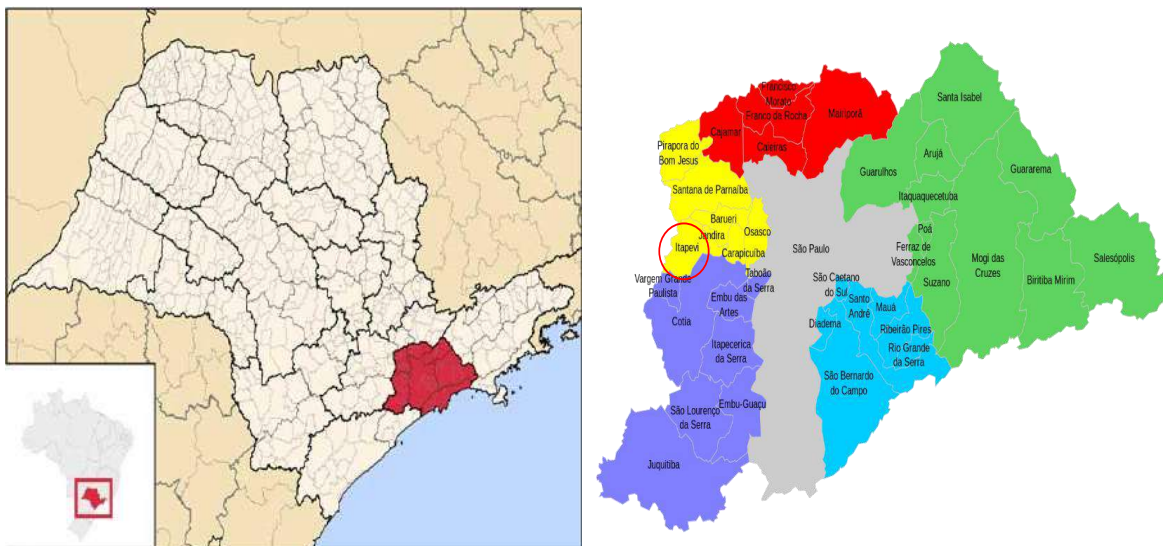 Francisco
Morato
Franco da Rocha
Mairiporã
Cajamar
Caieiras
Santa Isabel
Pirapora do
Bom Jesus
Arujá
Guarulhos
Guararema
Santana de Parnaíba
Itaquaquecetuba
Barueri
Jandira
Osasco
Itapevi
Carapicuíba
São Paulo
Poá
Ferraz de
Vasconcelos
Mogi das
Cruzes
Salesópolis
Biritiba Mirim
Suzano
Vargem Grande
Paulista
Taboão
da Serra
São Caetano
do Sul
Santo
André
Mauá
Embu das
Artes
Cotia
Diadema
Ribeirão Pires
Rio Grande
da Serra
Itapecerica
da Serra
São Bernardo
do Campo
São Lourenço
da Serra
Embu-Guaçu
Juquitiba